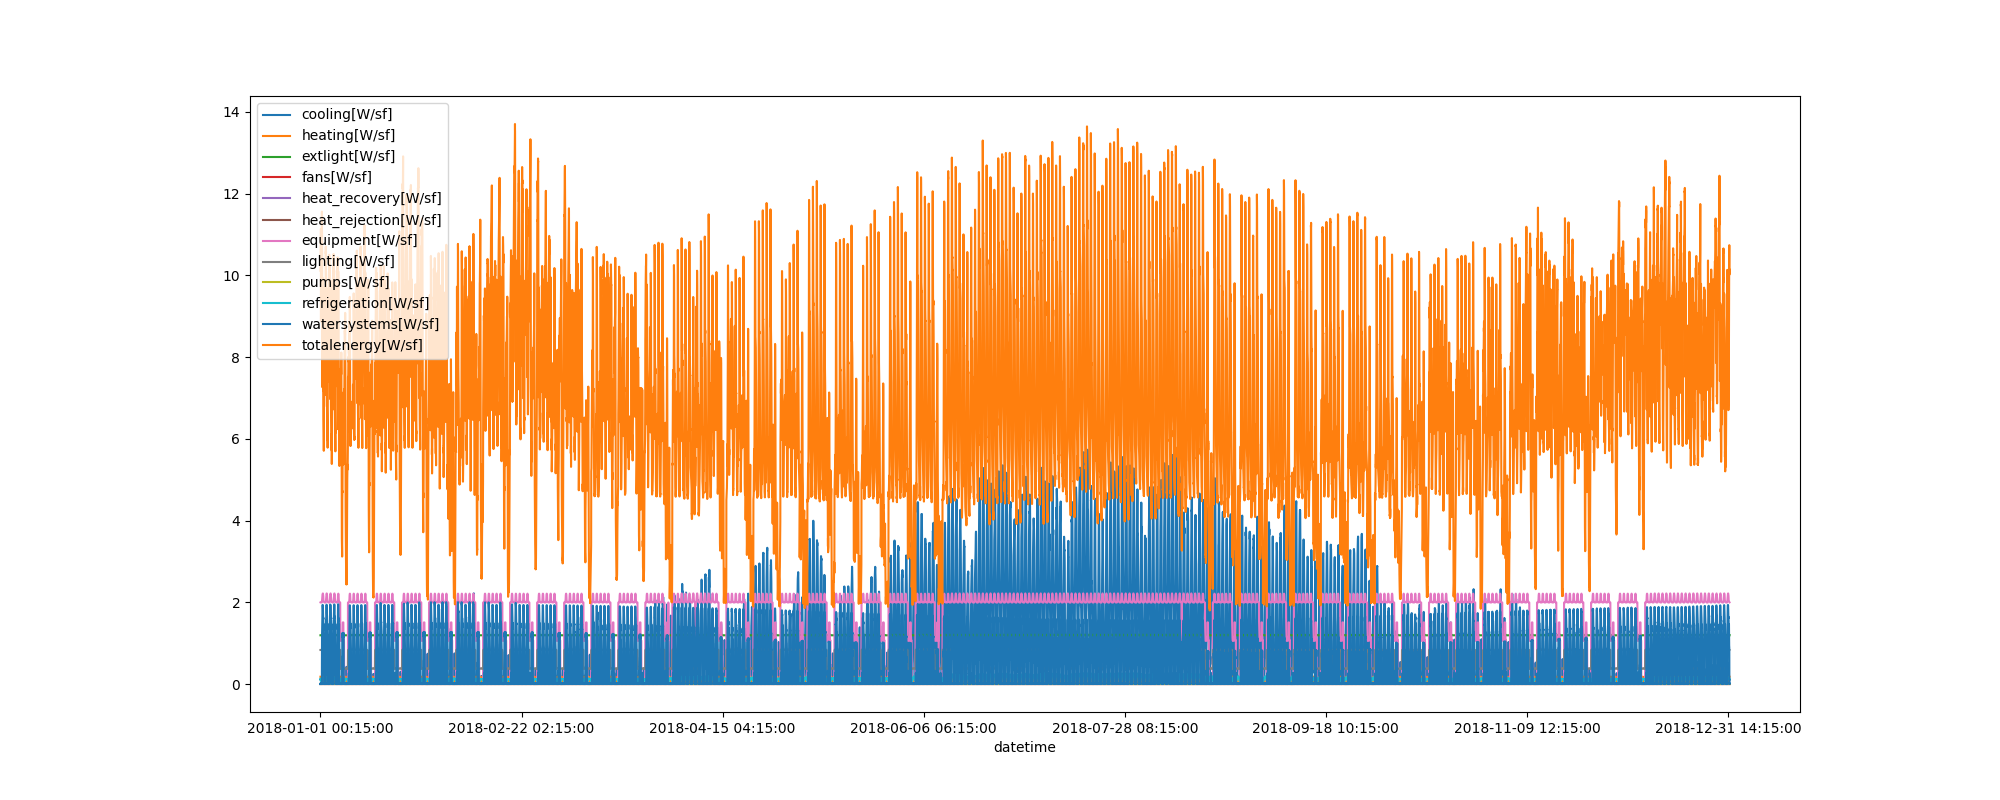 14
12
10
8
6
4
2
0
cooling[W/sf]
heating[W/sf]
extlight[W/sf]
fans[W/sf]
heat_recovery[W/sf]
heat_rejection[W/sf]
equipment[W/sf]
lighting[W/sf]
pumps[W/sf]
refrigeration[W/sf]
watersystems[W/sf]
totalenergy[W/sf]
2018-01-01 00:15:00 2018-02-22 02:15:00 2018-04-15 04:15:00 2018-06-06 06:15:00 2018-07-28 08:15:00 2018-09-18 10:15:00 2018-11-09 12:15:00 2018-12-31 14:15:00
datetime